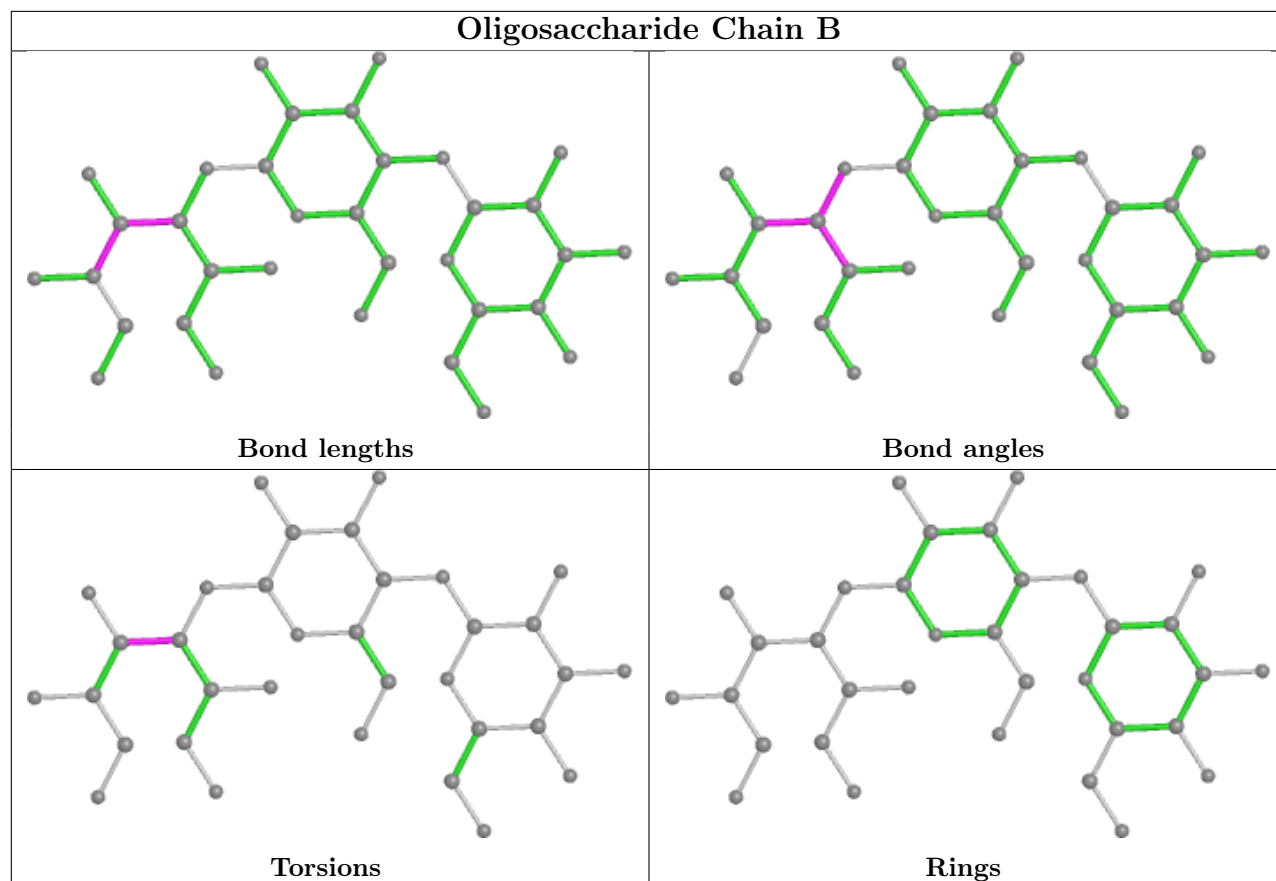 Oligosaccharide Chain B
Bond lengths
Bond angles
Torsions
Rings